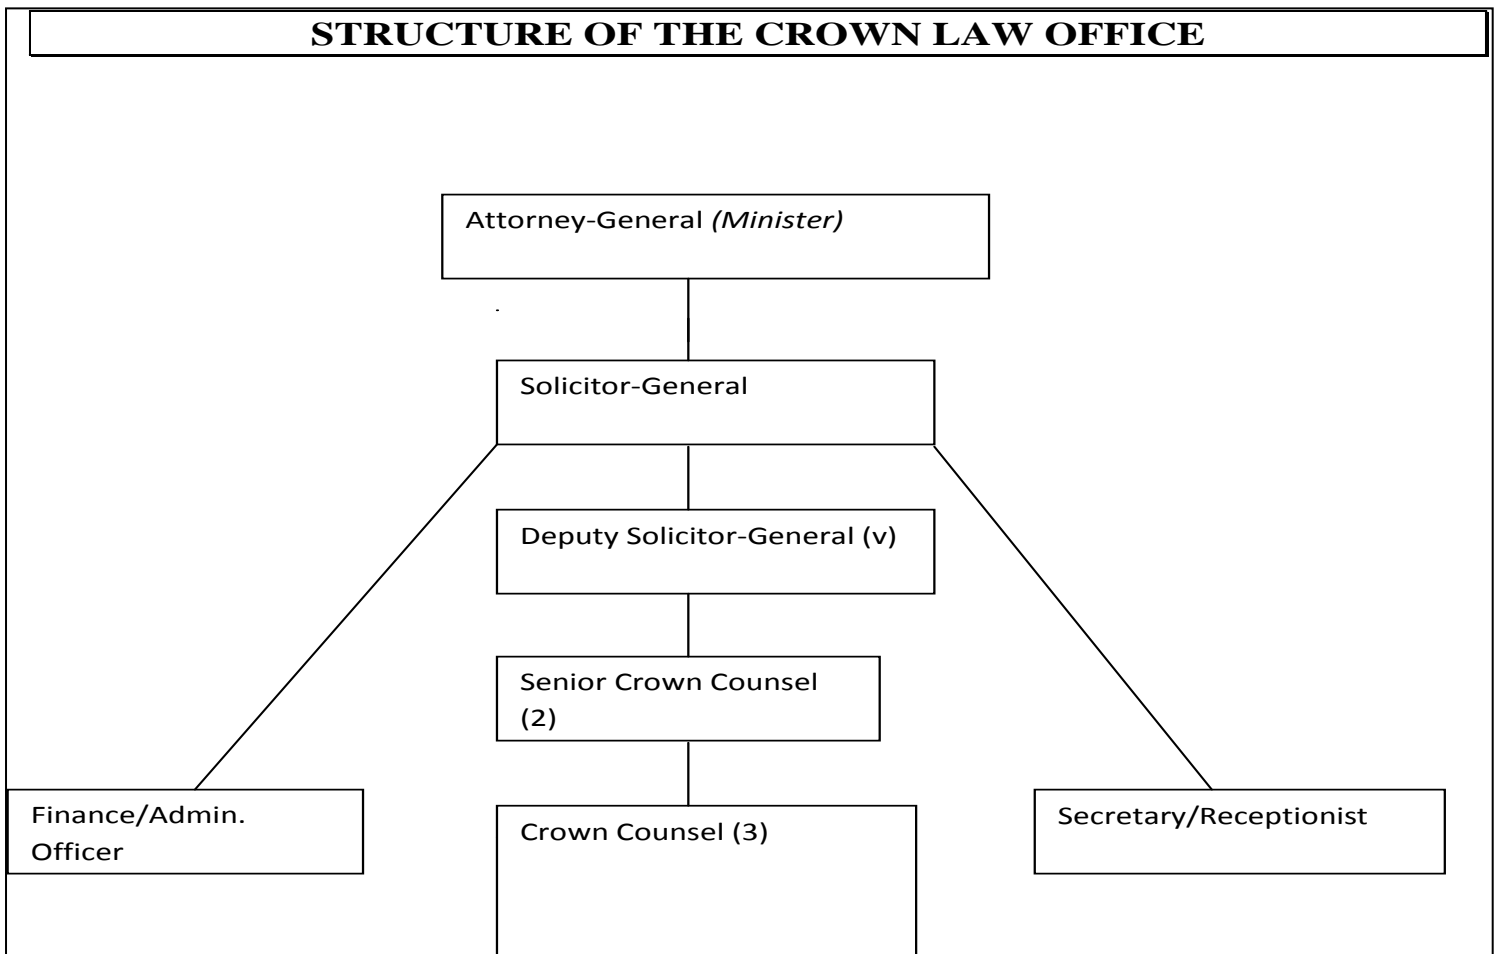 STRUCTURE OF THE CROWN LAW OFFICE
Attorney-General (Minister)
Solicitor-General
Deputy Solicitor-General (v)
Senior Crown Counsel
(2)
Finance/Admin.
Officer
Crown Counsel (3)
Secretary/Receptionist